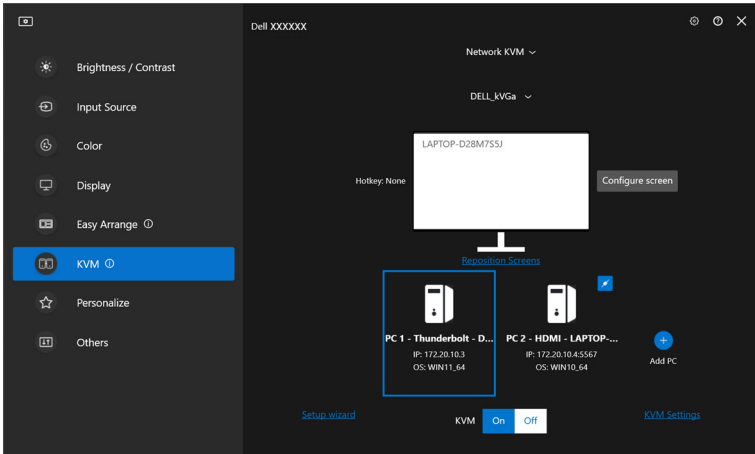 Dell XXXXXX
Brightness / Contrast
Input Source
Color
Display
Easy Arrange
KVM
Personalize
Others
Network KVM
DELL_kVGa
LAPTOP-D28M7S5J
Hotkey: None
Configure screen
Reposition Screens
PC 1 - Thunderbolt - D...
IP: 172.20.10.3
OS: WIN11_64
PC 2 - HDMI - LAPTOP-...
IP: 172.20.10.4:5567
OS: WIN10_64
Add PC
Setup wizard
KVM On Off
KVM Settings